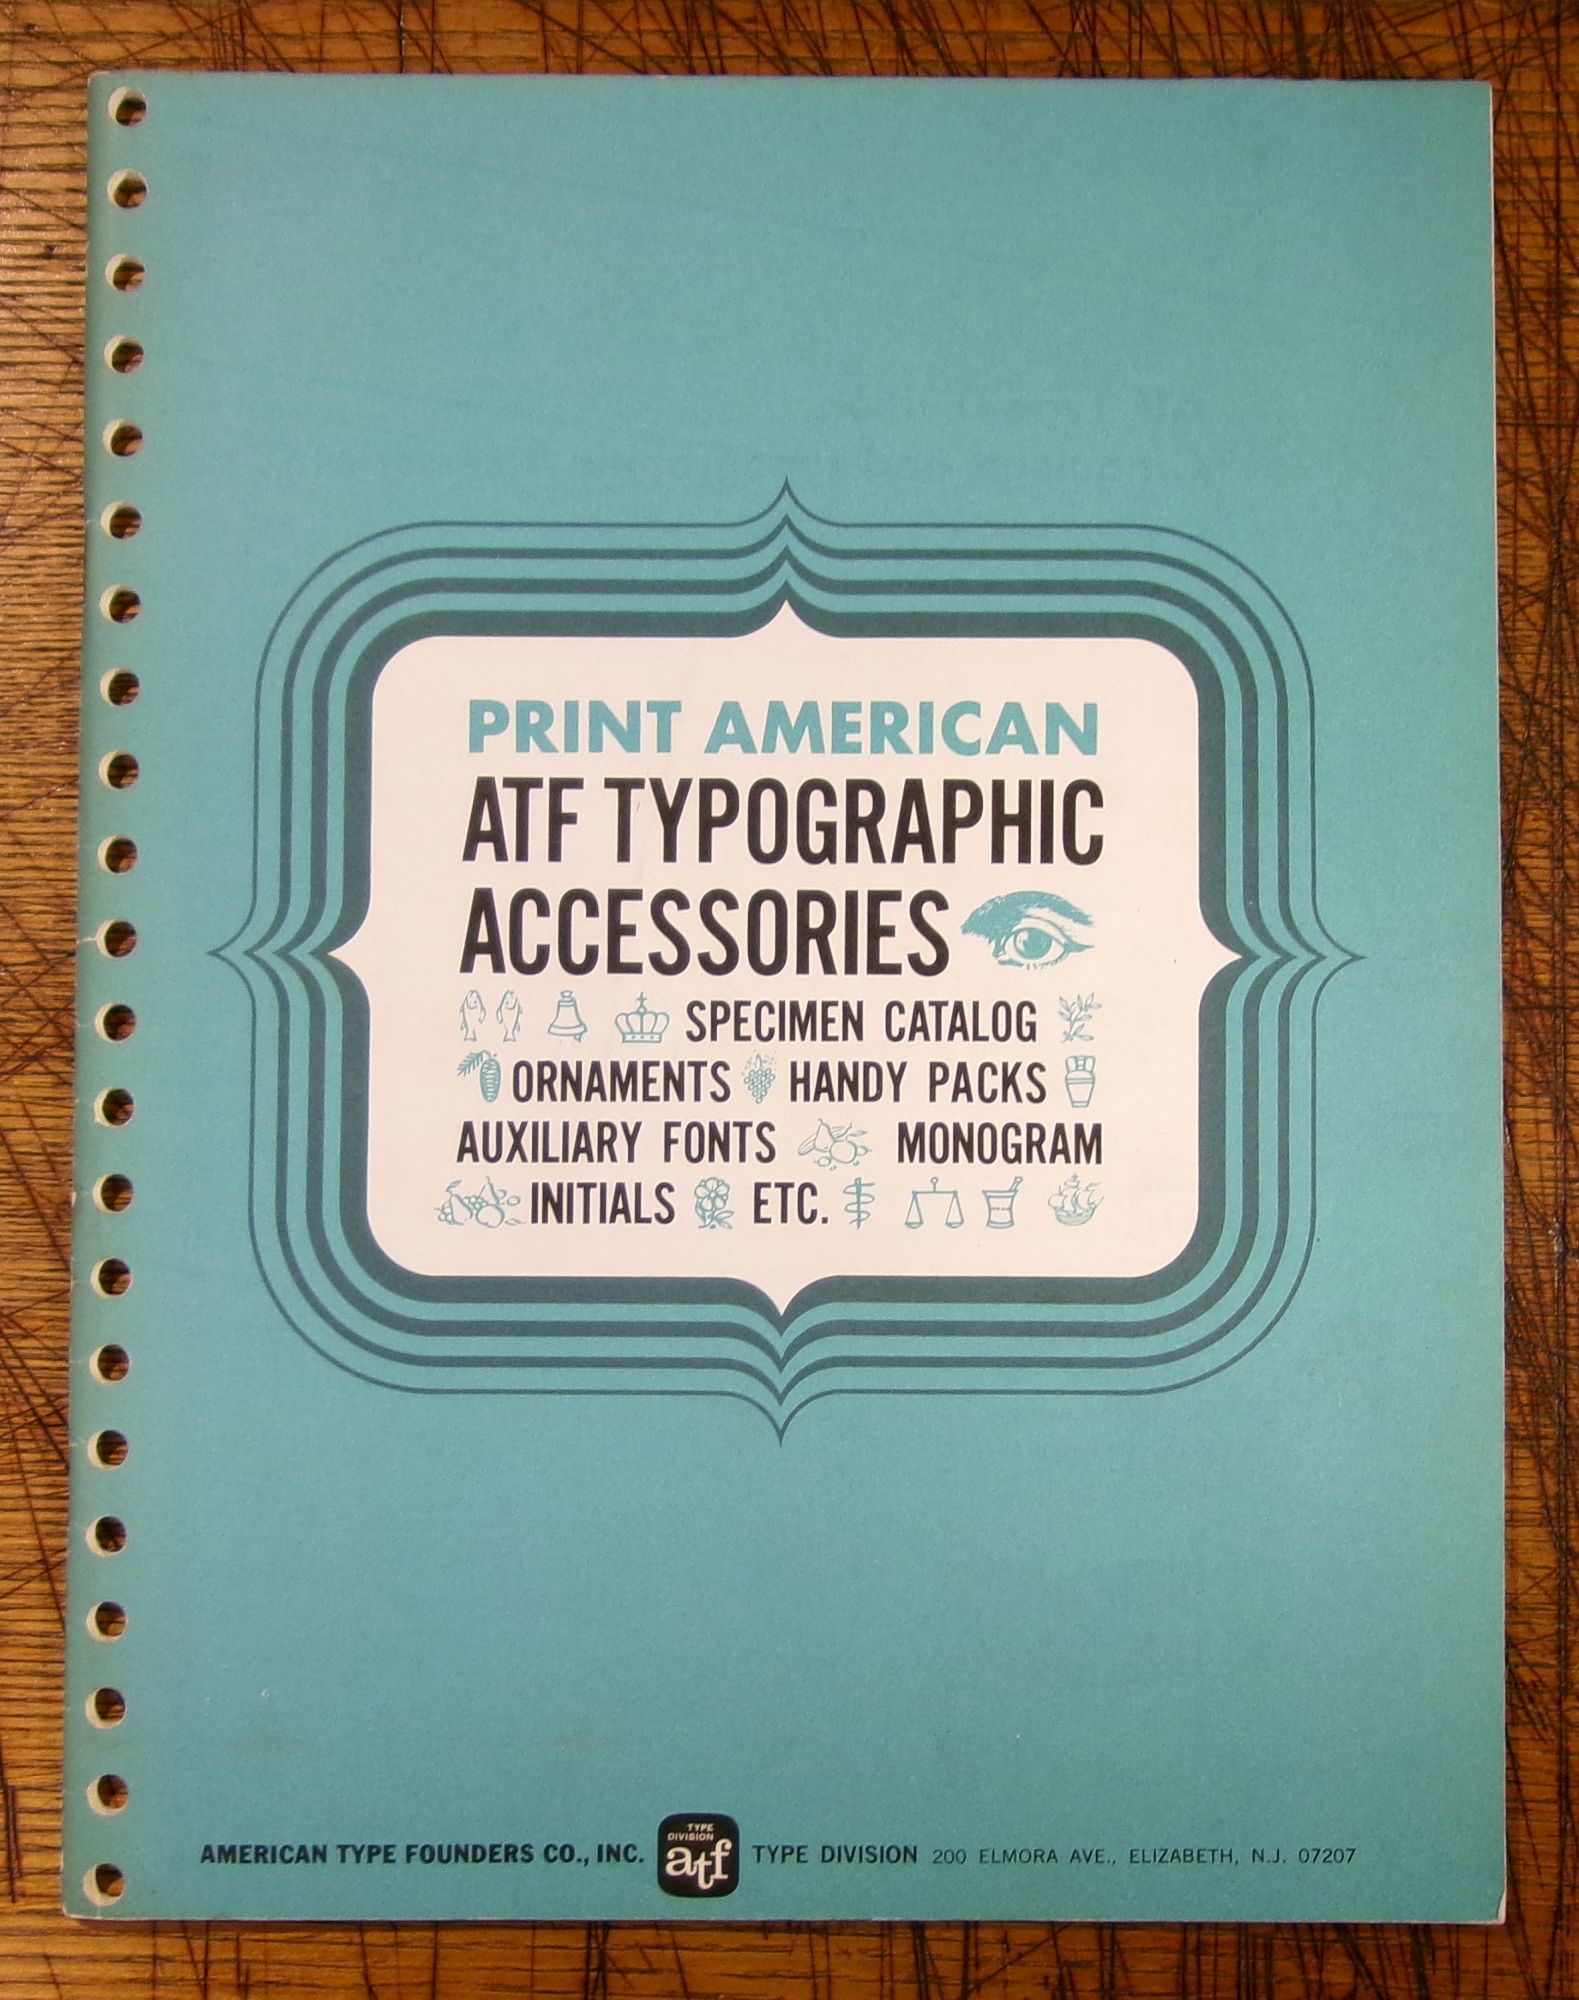 PRINT AMERICAN
ATF TYPOGRAPHIC
ACCESSORIES
SPECIMEN CATALOG
ORNAMENTS HANDY PACKS
AUXILIARY FONTS MONOGRAM
INITIALS ETC.
AMERICAN TYPE FOUNDERS CO., INC. TYPE DIVISION atf TYPE DIVISION 200 ELMORA AVE., ELIZABETH, N.J. 07207